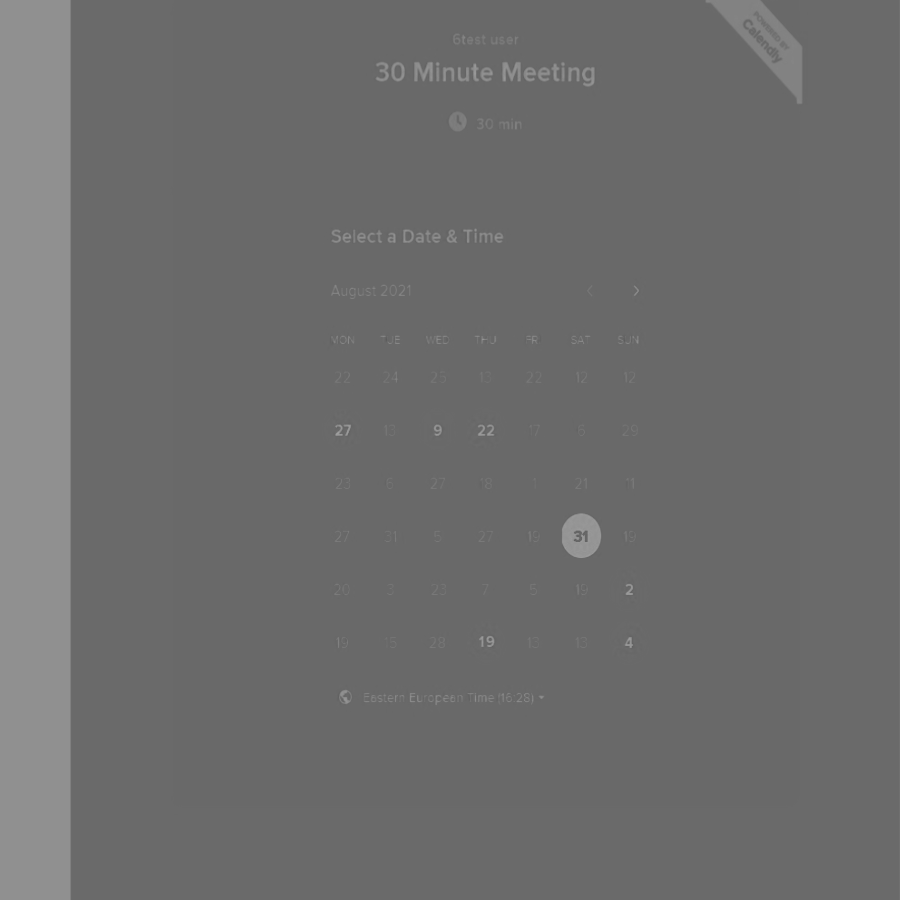 6test user
30 Minute Meeting
30 min
POWERED BY
Calendly
Select a Date & Time
August 2021
MON TUE WED THU FRI SAT SUN
22 24 25 13 22 12 12
27 13 9 22 17 6 29
23 6 27 18 1 21 11
27 31 5 27 19 31 19
20 3 23 7 5 19 2
19 15 28 19 13 13 4
Eastern European Time (16:28)